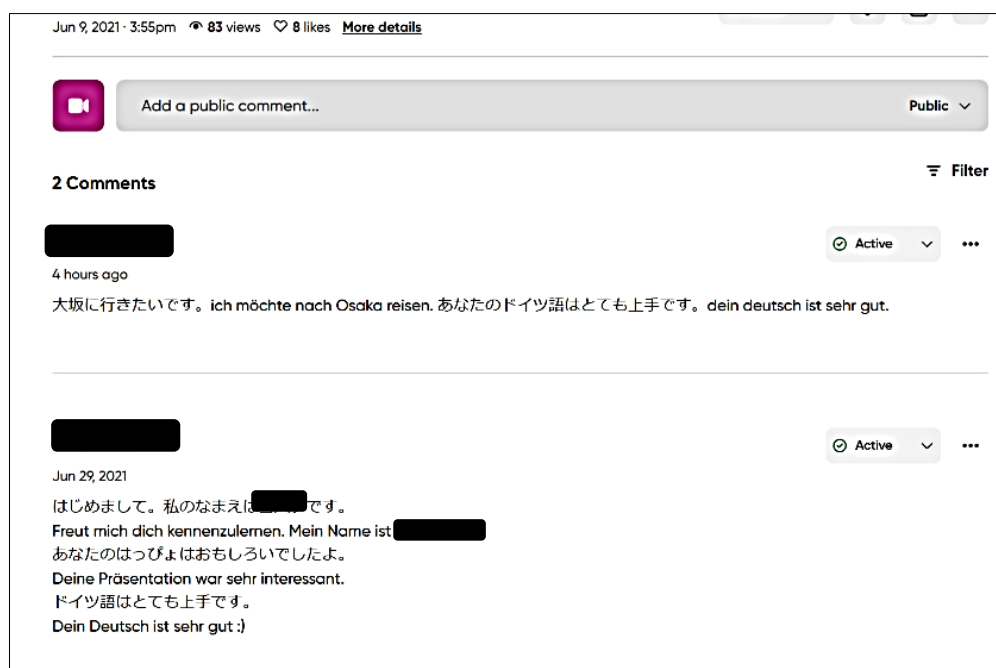 Jun 9, 2021 · 3:55pm 83 views 8 likes More details
Add a public comment... Public
Filter
2 Comments
Active
4 hours ago
大坂に行きたいです。ich möchte nach Osaka reisen. あなたのドイツ語はとても上手です。dein deutsch ist sehr gut.
Active
Jun 29, 2021
はじめまして。私のなまえは です。
Freut mich dich kennenzulernen. Mein Name ist
あなたのはっぴょはおもしろいでしたよ。
Deine Präsentation war sehr interessant.
ドイツ語はとても上手です。
Dein Deutsch ist sehr gut :)